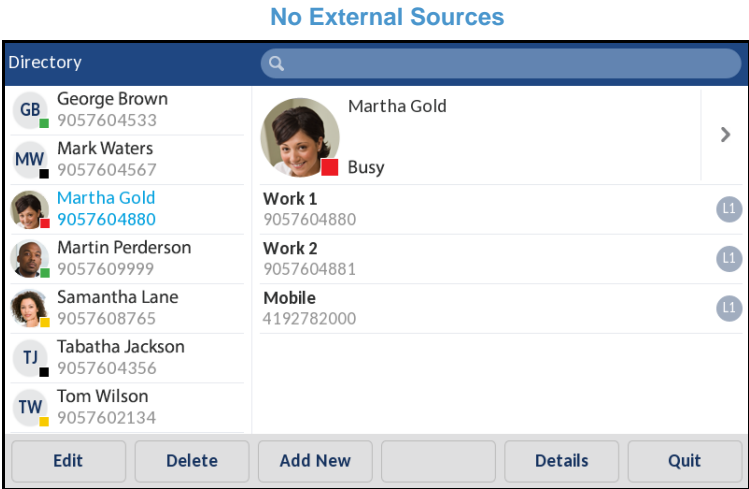 No External Sources
Directory
GB
George Brown
9057604533
MW
Mark Waters
9057604567
Martha Gold
9057604880
Martin Perderson
9057609999
Samantha Lane
9057608765
TJ
Tabatha Jackson
9057604356
TW
Tom Wilson
9057602134
Martha Gold
Busy
Work 1
9057604880
L1
Work 2
9057604881
L1
Mobile
4192782000
L1
Edit Delete Add New Details Quit